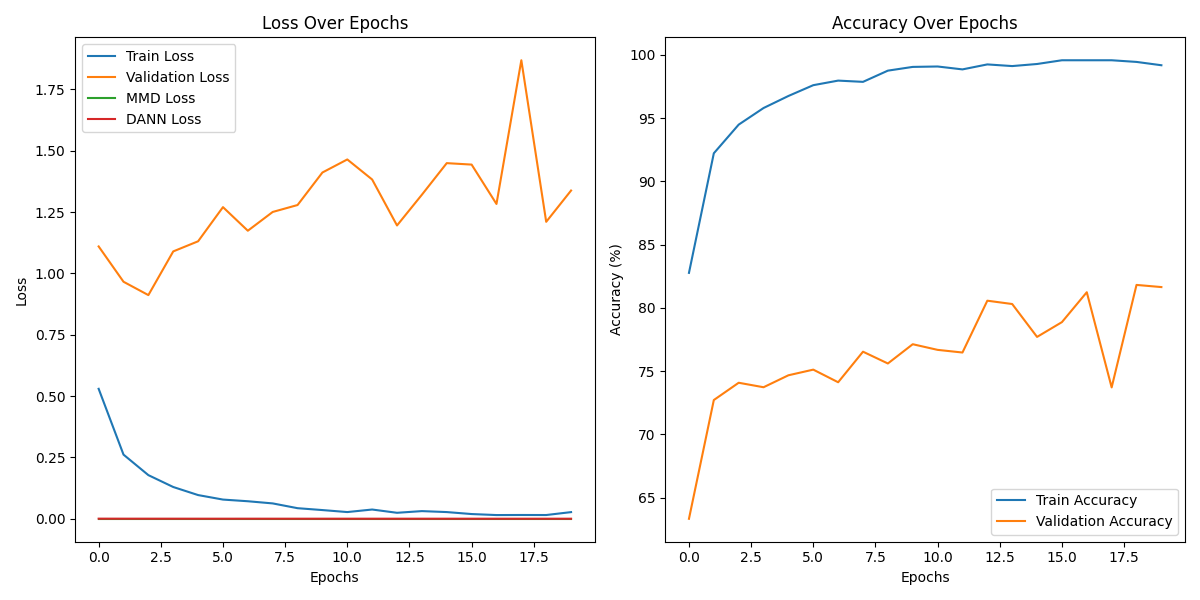 Loss Over Epochs
Train Loss
Validation Loss
MMD Loss
DANN Loss
1.75
1.50
1.25
1.00
0.75
0.50
0.25
0.00
Loss
0.0 2.5 5.0 7.5 10.0 12.5 15.0 17.5
Epochs
Accuracy Over Epochs
100
95
90
85
80
75
70
65
Accuracy (%)
Train Accuracy
Validation Accuracy
0.0 2.5 5.0 7.5 10.0 12.5 15.0 17.5
Epochs